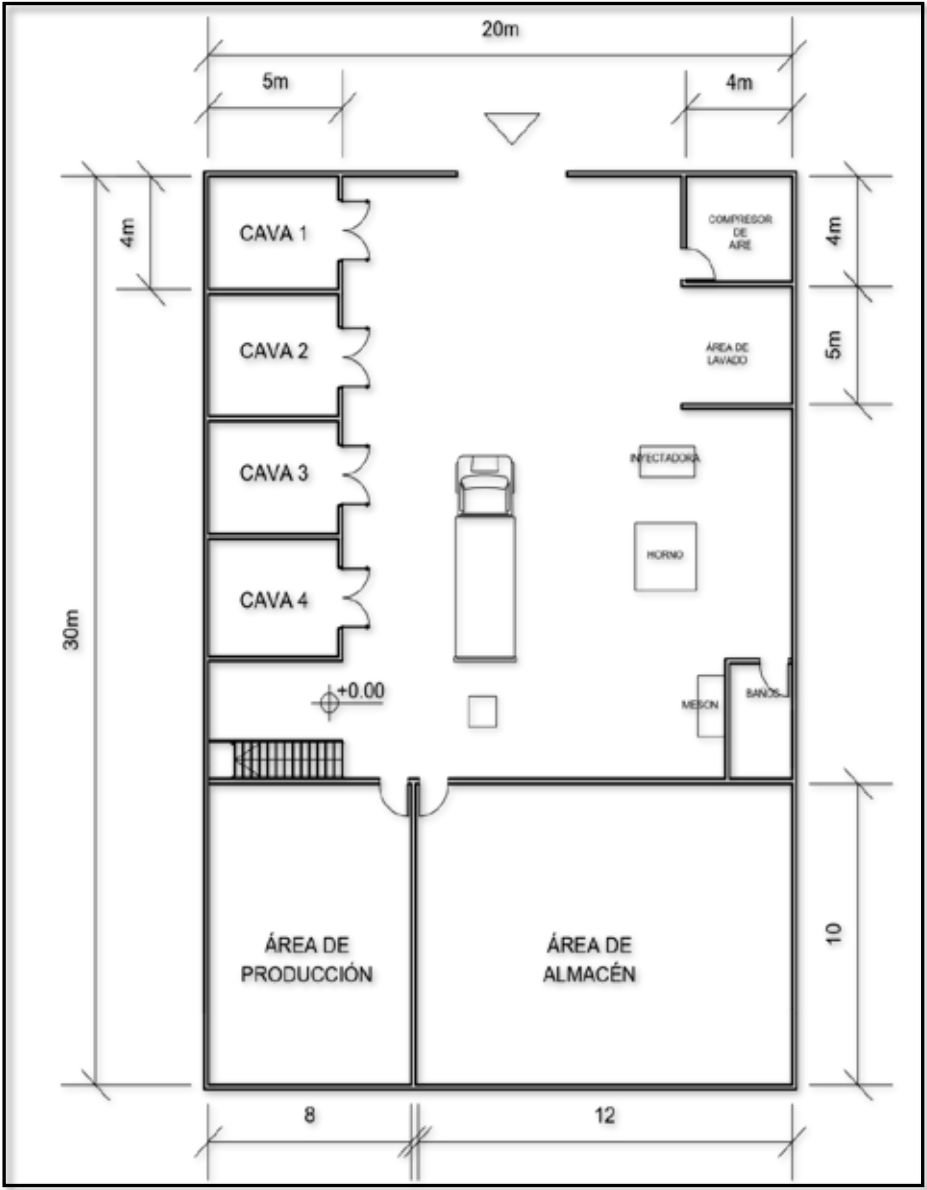 20m
5m
4m
4m
CAVA 1
COMPRESOR
DE
AIRE
4m
CAVA 2
ÁREA DE
LAVADO
5m
CAVA 3
INYECTADORA
HORNO
CAVA 4
30m
+0.00
MESON
BAÑOS
ÁREA DE
PRODUCCIÓN
ÁREA DE
ALMACÉN
10
8
12